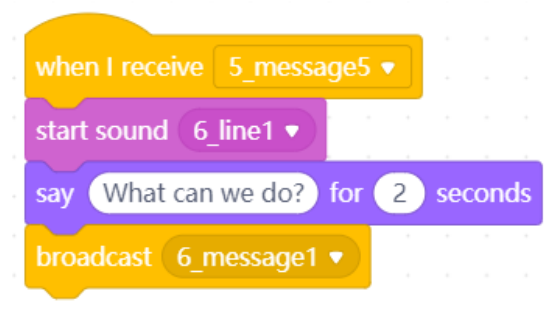 when I receive 5_message5
start sound 6_line1
say What can we do? for 2 seconds
broadcast 6_message1